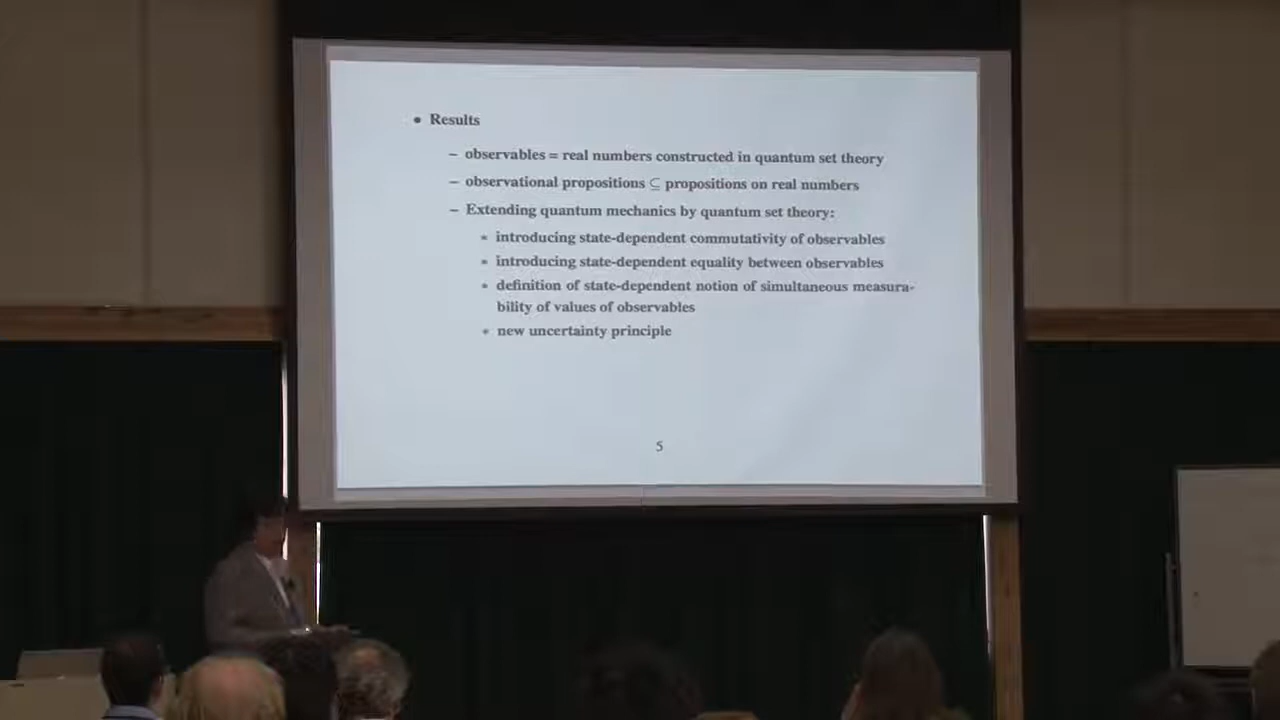 • Results
– observables = real numbers constructed in quantum set theory
– observational propositions ⊆ propositions on real numbers
– Extending quantum mechanics by quantum set theory:
* introducing state-dependent commutativity of observables
* introducing state-dependent equality between observables
* definition of state-dependent notion of simultaneous measura-
bility of values of observables
* new uncertainty principle
5